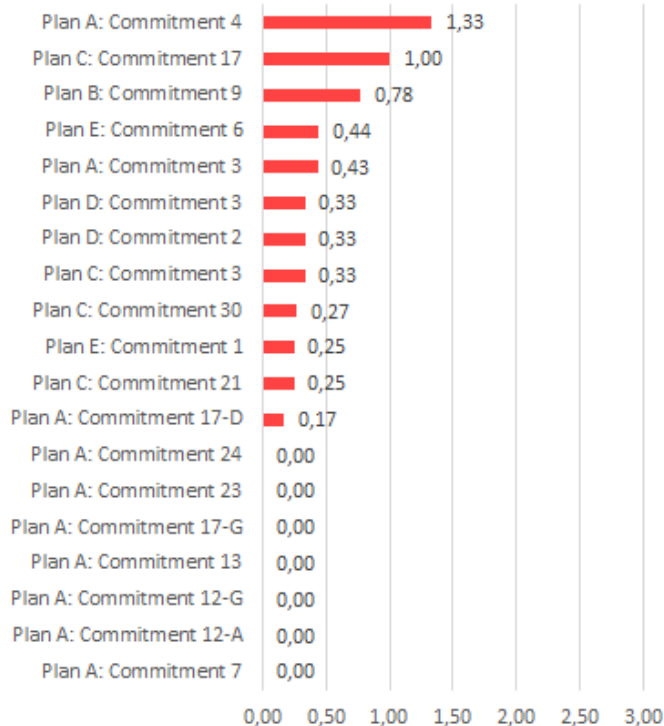 Plan A: Commitment 4 1,33
Plan C: Commitment 17 1,00
Plan B: Commitment 9 0,78
Plan E: Commitment 6 0,44
Plan A: Commitment 3 0,43
Plan D: Commitment 3 0,33
Plan D: Commitment 2 0,33
Plan C: Commitment 3 0,33
Plan C: Commitment 30 0,27
Plan E: Commitment 1 0,25
Plan C: Commitment 21 0,25
Plan A: Commitment 17-D 0,17
Plan A: Commitment 24 0,00
Plan A: Commitment 23 0,00
Plan A: Commitment 17-G 0,00
Plan A: Commitment 13 0,00
Plan A: Commitment 12-G 0,00
Plan A: Commitment 12-A 0,00
Plan A: Commitment 7 0,00
0,00 0,50 1,00 1,50 2,00 2,50 3,00